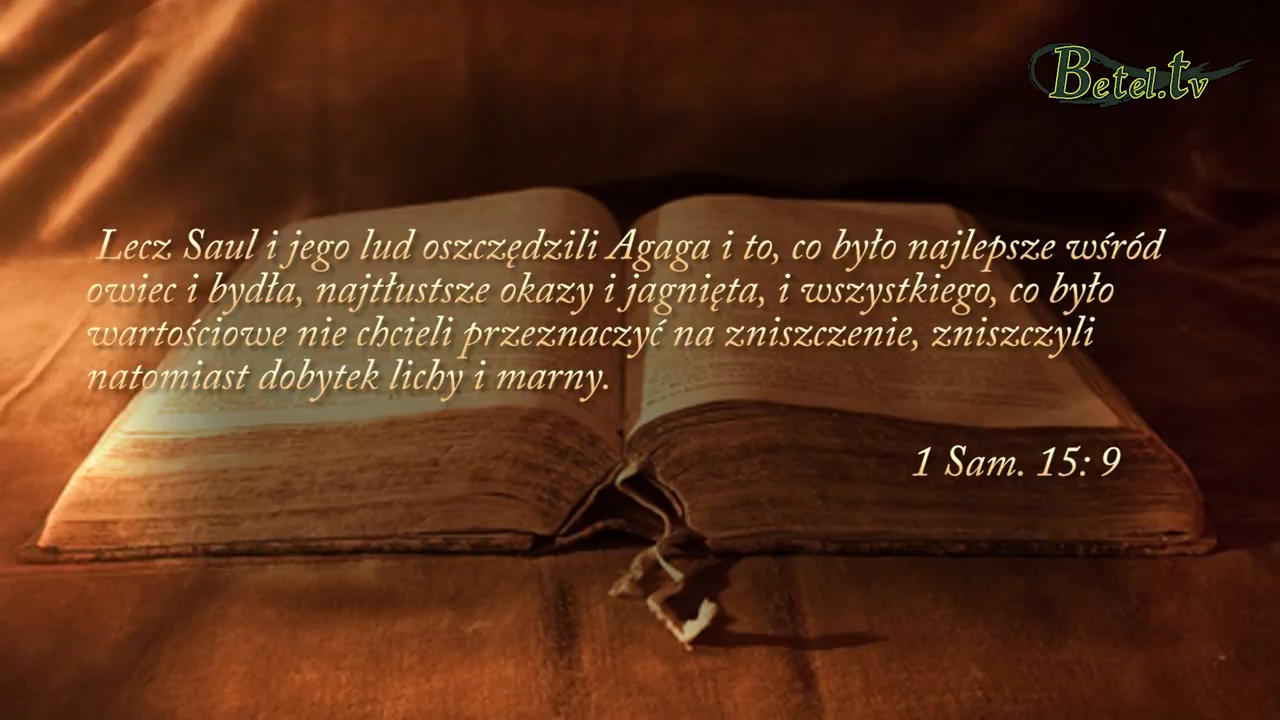 Betel.tv
Lecz Saul i jego lud oszczędzili Agaga i to, co było najlepsze wśród
owiec i bydła, najtłustsze okazy i jagnięta, i wszystkiego, co było
wartościowe nie chcieli przeznaczyć na zniszczenie, zniszczyli
natomiast dobytek lichy i marny.
1 Sam. 15: 9